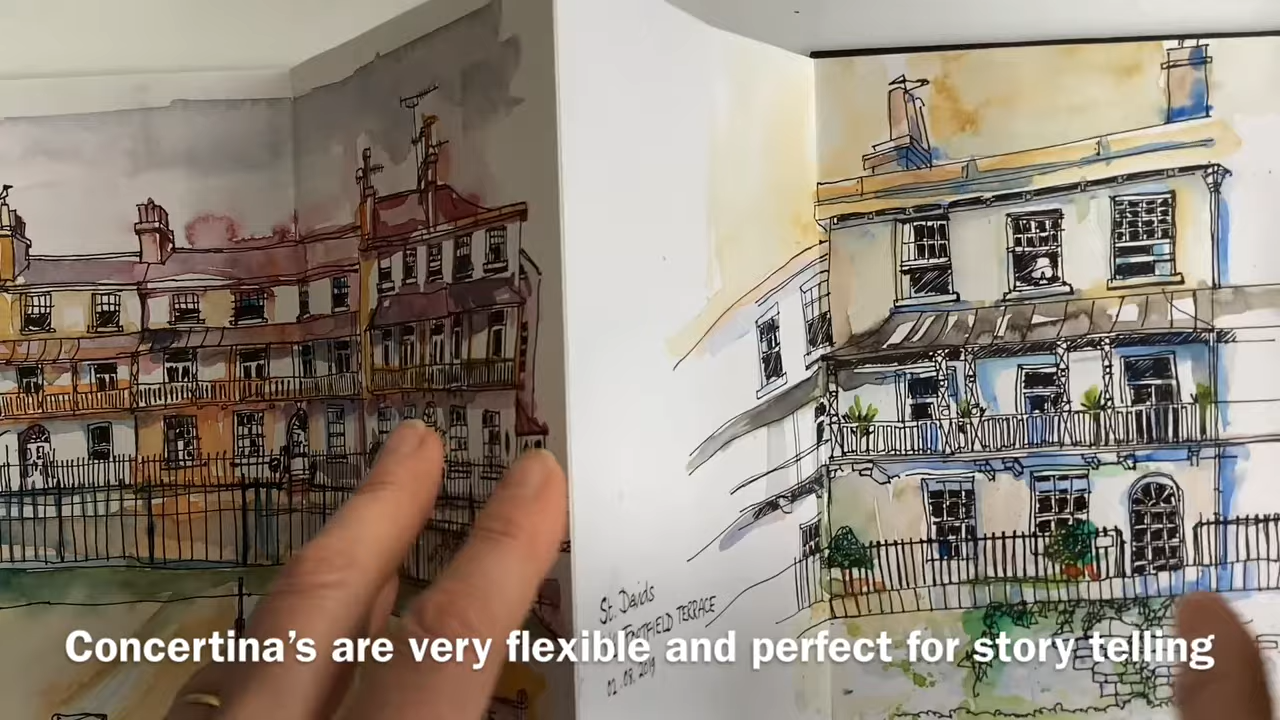 St. Davids
TERRACE
02.08.2019
Concertina's are very flexible and perfect for story telling